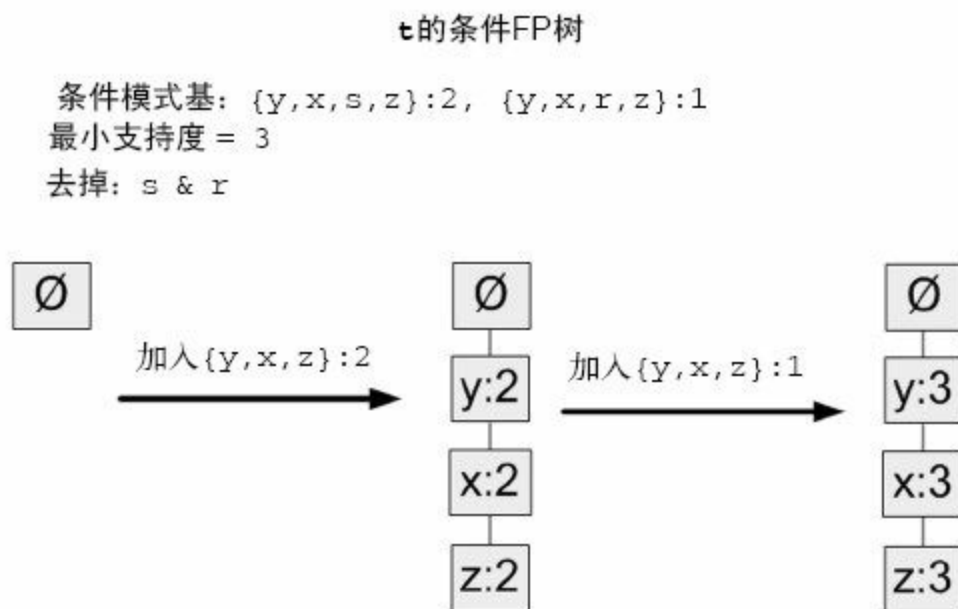 t的条件FP树
条件模式基: {y,x,s,z}:2, {y,x,r,z}:1
最小支持度 = 3
去掉: s & r
Ø
加入{y,x,z}:2
Ø
y:2
x:2
z:2
加入{y,x,z}:1
Ø
y:3
x:3
z:3